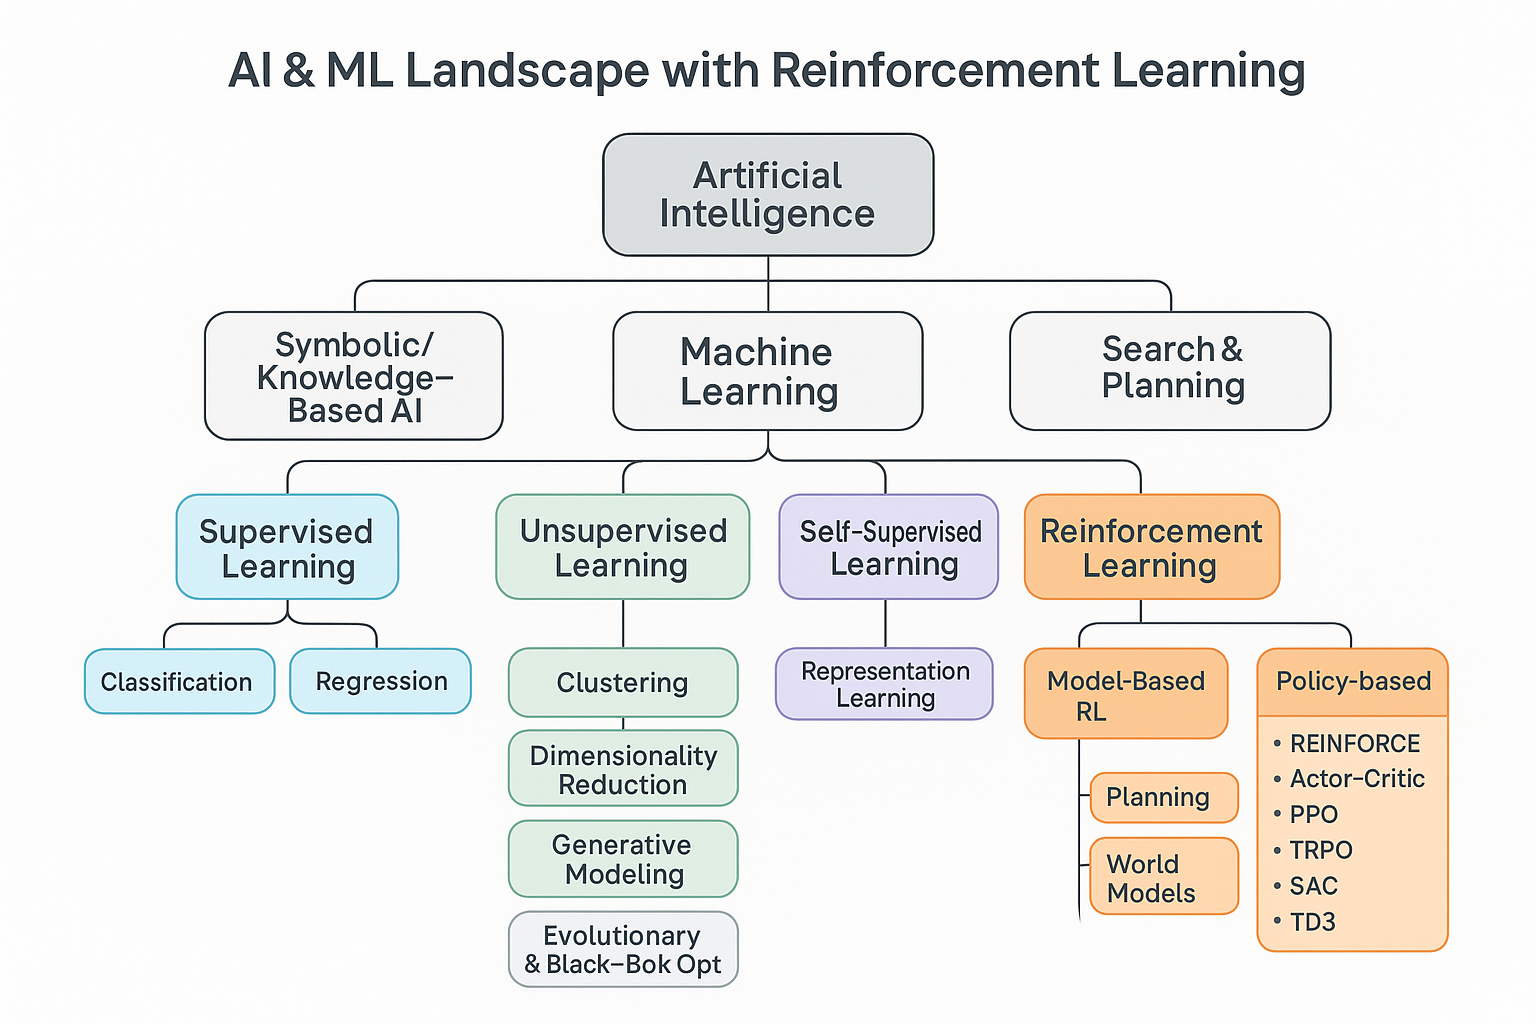 AI & ML Landscape with Reinforcement Learning
Artificial
Intelligence
Symbolic/
Knowledge–
Based AI
Machine
Learning
Search &
Planning
Supervised
Learning
Unsupervised
Learning
Self-Supervised
Learning
Reinforcement
Learning
Classification
Regression
Clustering
Dimensionality
Reduction
Generative
Modeling
Evolutionary
& Black–Bok Opt
Representation
Learning
Model-Based
RL
Planning
World
Models
Policy-based
• REINFORCE
• Actor–Critic
• PPO
• TRPO
• SAC
• TD3